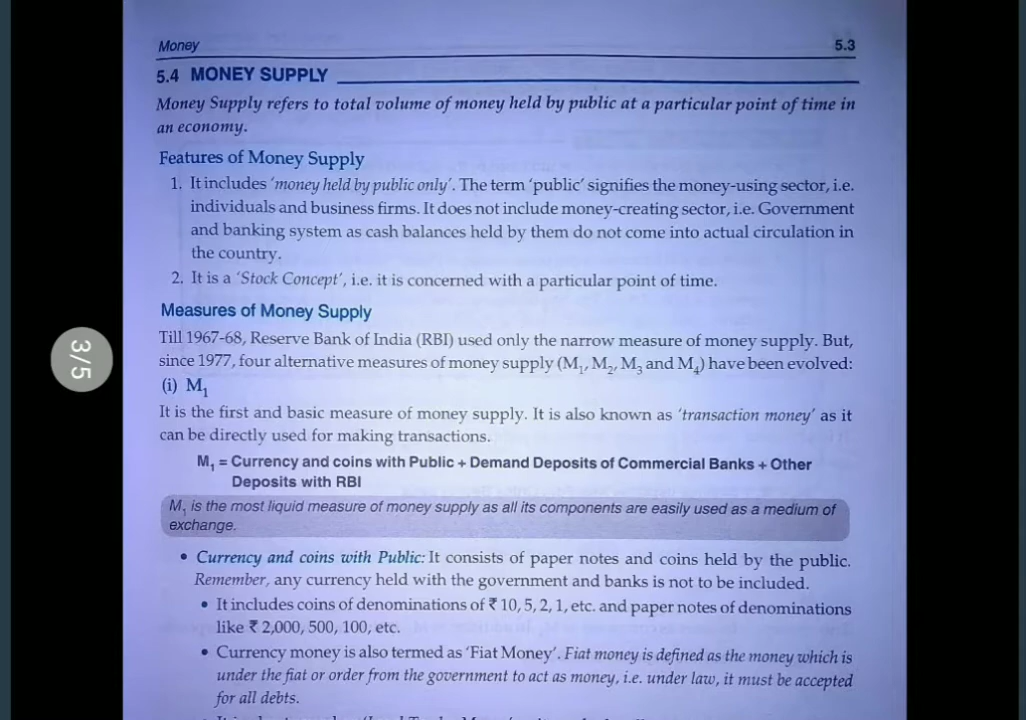 Money 5.3
5.4 MONEY SUPPLY
Money Supply refers to total volume of money held by public at a particular point of time in
an economy.
Features of Money Supply
1. It includes 'money held by public only'. The term 'public' signifies the money-using sector, i.e.
individuals and business firms. It does not include money-creating sector, i.e. Government
and banking system as cash balances held by them do not come into actual circulation in
the country.
2. It is a 'Stock Concept', i.e. it is concerned with a particular point of time.
Measures of Money Supply
Till 1967-68, Reserve Bank of India (RBI) used only the narrow measure of money supply. But,
since 1977, four alternative measures of money supply (M₁, M₂, M₃ and M₄) have been evolved:
(i) M₁
It is the first and basic measure of money supply. It is also known as 'transaction money' as it
can be directly used for making transactions.
M₁ = Currency and coins with Public + Demand Deposits of Commercial Banks + Other
Deposits with RBI
M₁ is the most liquid measure of money supply as all its components are easily used as a medium of
exchange.
• Currency and coins with Public: It consists of paper notes and coins held by the public.
Remember, any currency held with the government and banks is not to be included.
• It includes coins of denominations of ₹ 10, 5, 2, 1, etc. and paper notes of denominations
like ₹ 2,000, 500, 100, etc.
• Currency money is also termed as 'Fiat Money'. Fiat money is defined as the money which is
under the fiat or order from the government to act as money, i.e. under law, it must be accepted
for all debts.
3/5